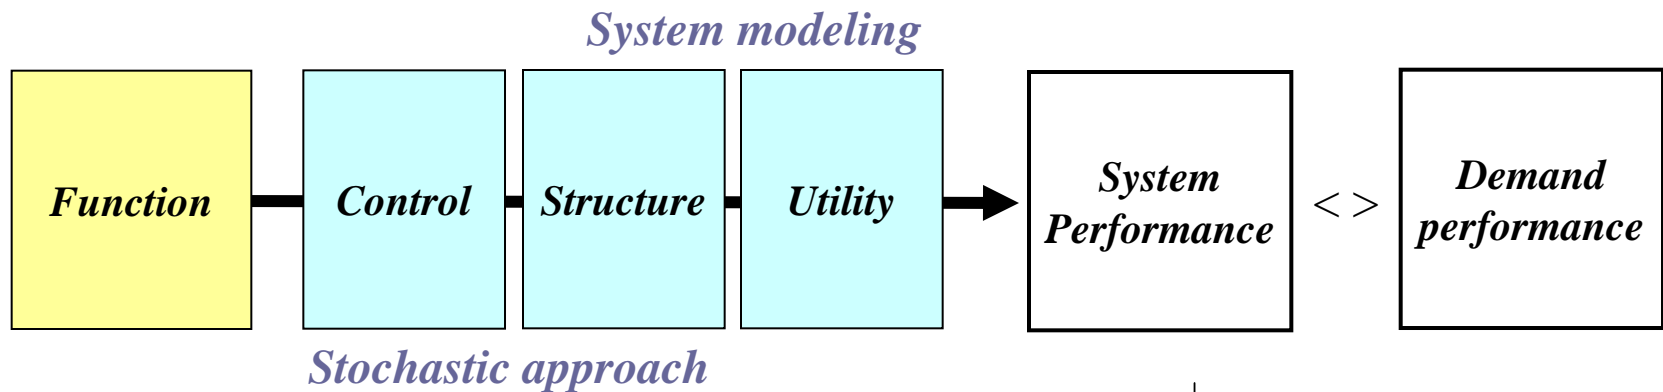 System modeling
Function
Control
Structure
Utility
System
Performance
< >
Demand
performance
Stochastic approach